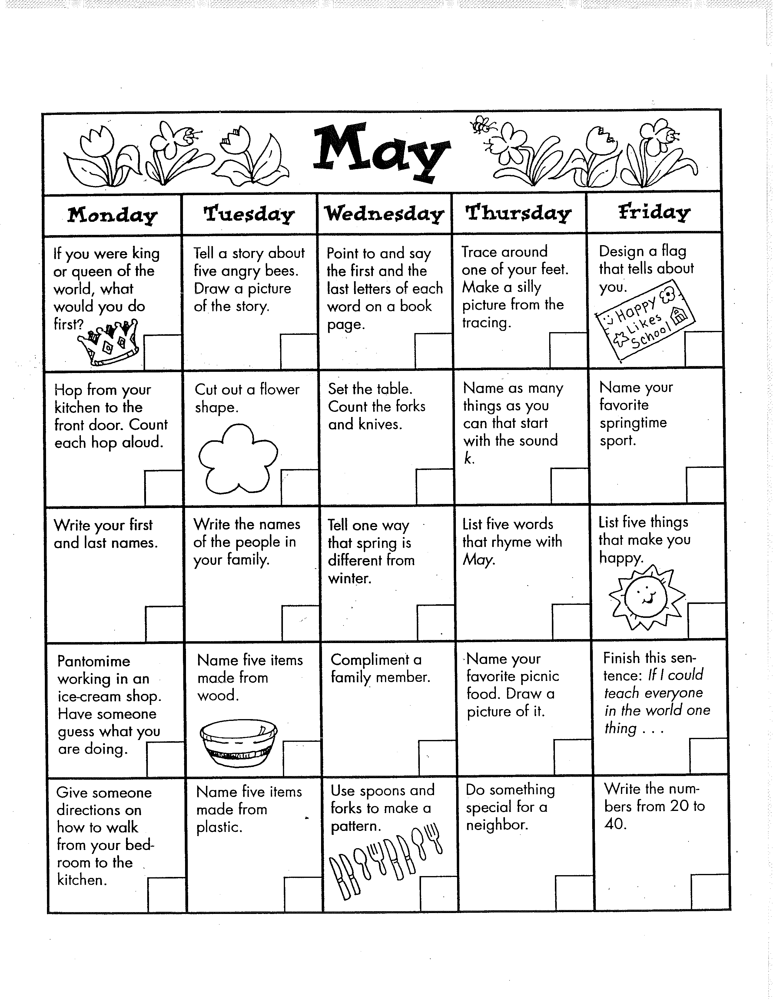 May
Monday Tuesday Wednesday Thursday Friday
If you were king
or queen of the
world, what
would you do
first?
Tell a story about
five angry bees.
Draw a picture
of the story.
Point to and say
the first and the
last letters of each
word on a book
page.
Trace around
one of your feet.
Make a silly
picture from the
tracing.
Design a flag
that tells about
you.
Happy
Likes
School
Hop from your
kitchen to the
front door. Count
each hop aloud.
Cut out a flower
shape.
Set the table.
Count the forks
and knives.
Name as many
things as you
can that start
with the sound
k.
Name your
favorite
springtime
sport.
Write your first
and last names.
Write the names
of the people in
your family.
Tell one way
that spring is
different from
winter.
List five words
that rhyme with
May.
List five things
that make you
happy.
Pantomime
working in an
ice-cream shop.
Have someone
guess what you
are doing.
Name five items
made from
wood.
Compliment a
family member.
Name your
favorite picnic
food. Draw a
picture of it.
Finish this sen-
tence: If I could
teach everyone
in the world one
thing . . .
Give someone
directions on
how to walk
from your bed-
room to the
kitchen.
Name five items
made from
plastic.
Use spoons and
forks to make a
pattern.
Do something
special for a
neighbor.
Write the num-
bers from 20 to
40.